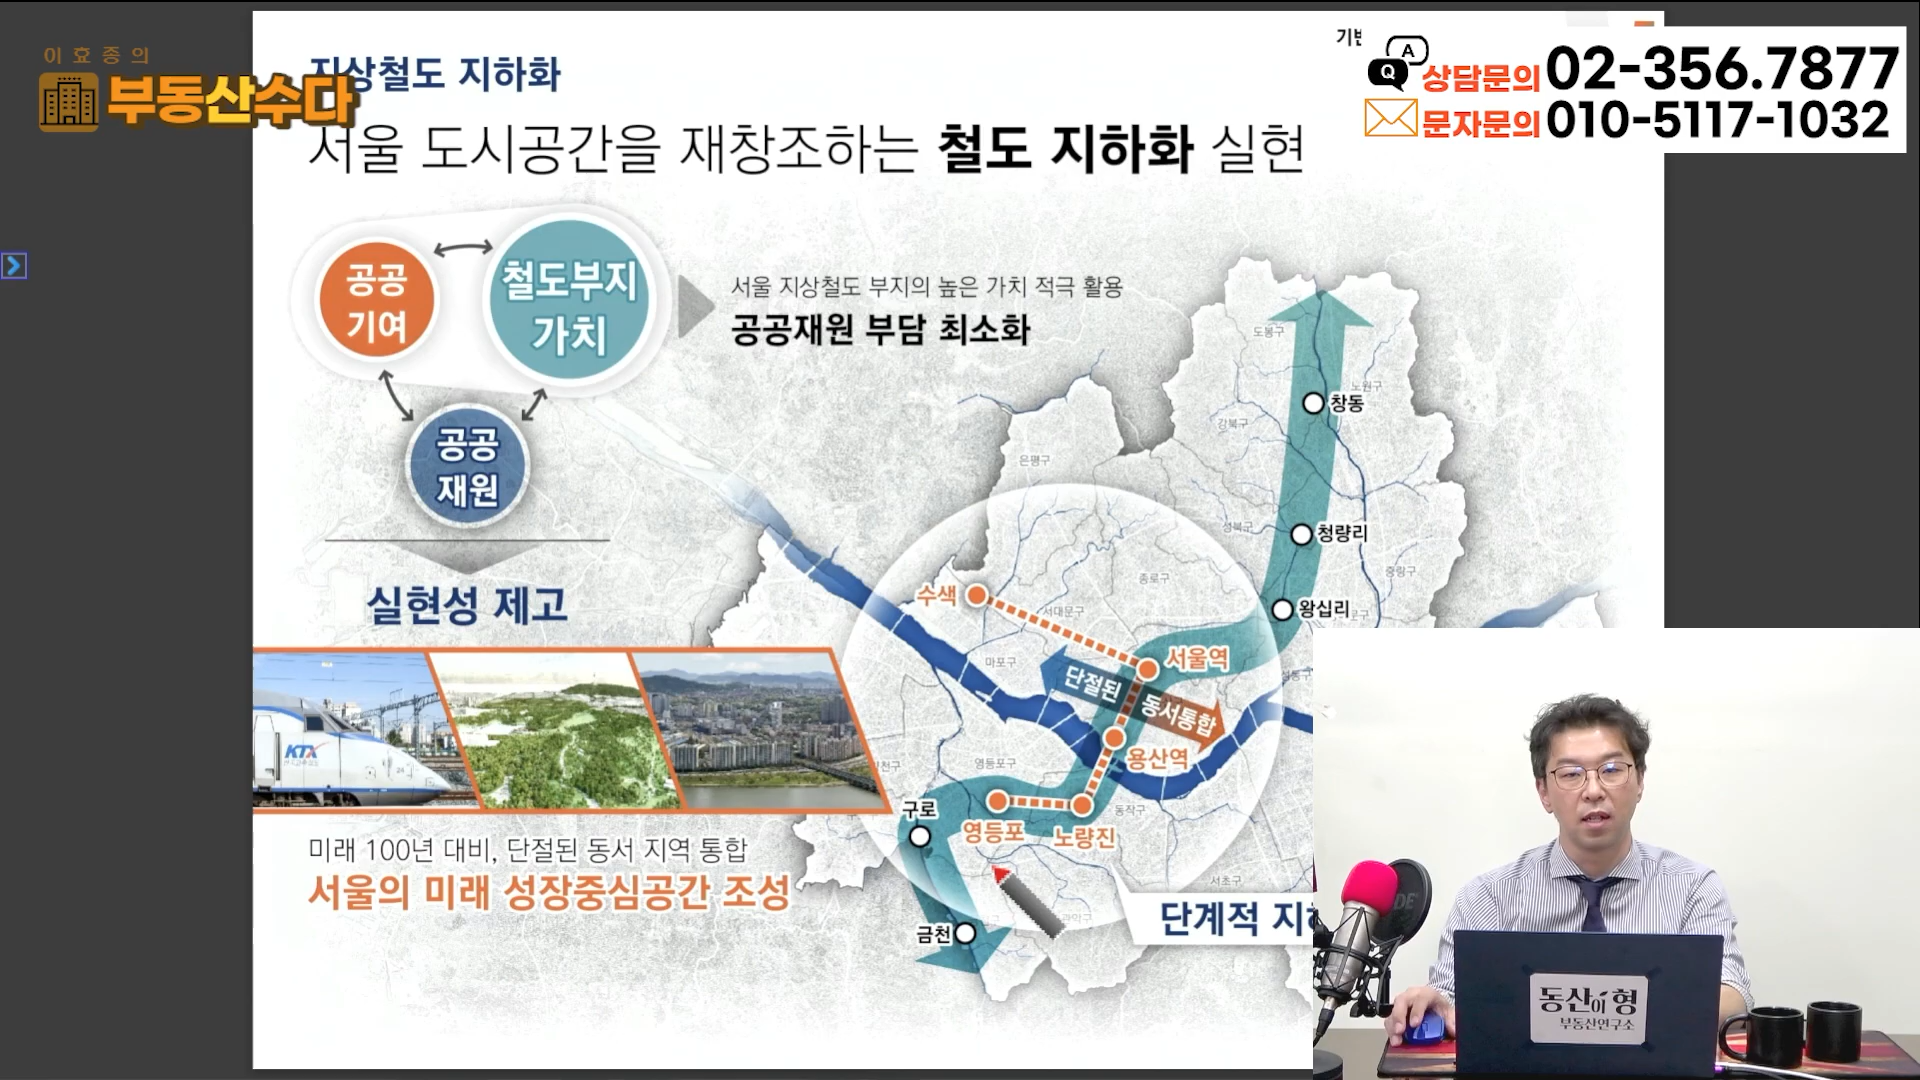 이효종의
부동산수다
지상철도 지하화
서울 도시공간을 재창조하는 철도 지하화 실현
Q A
상담문의 02-356.7877
문자문의 010-5117-1032
공공
기여
철도부지
가치
공공
재원
서울 지상철도 부지의 높은 가치 적극 활용
공공재원 부담 최소화
실현성 제고
KTX
미래 100년 대비, 단절된 동서 지역 통합
서울의 미래 성장중심공간 조성
도봉구
노원구
창동
강북구
은평구
성북구
청량리
중랑구
종로구
수색
서대문구
왕십리
마포구
서울역
단절된
동서통합
용산역
영등포구
구로
영등포
노량진
동작구
서초구
관악구
금천
단계적 지
동산이형
부동산연구소